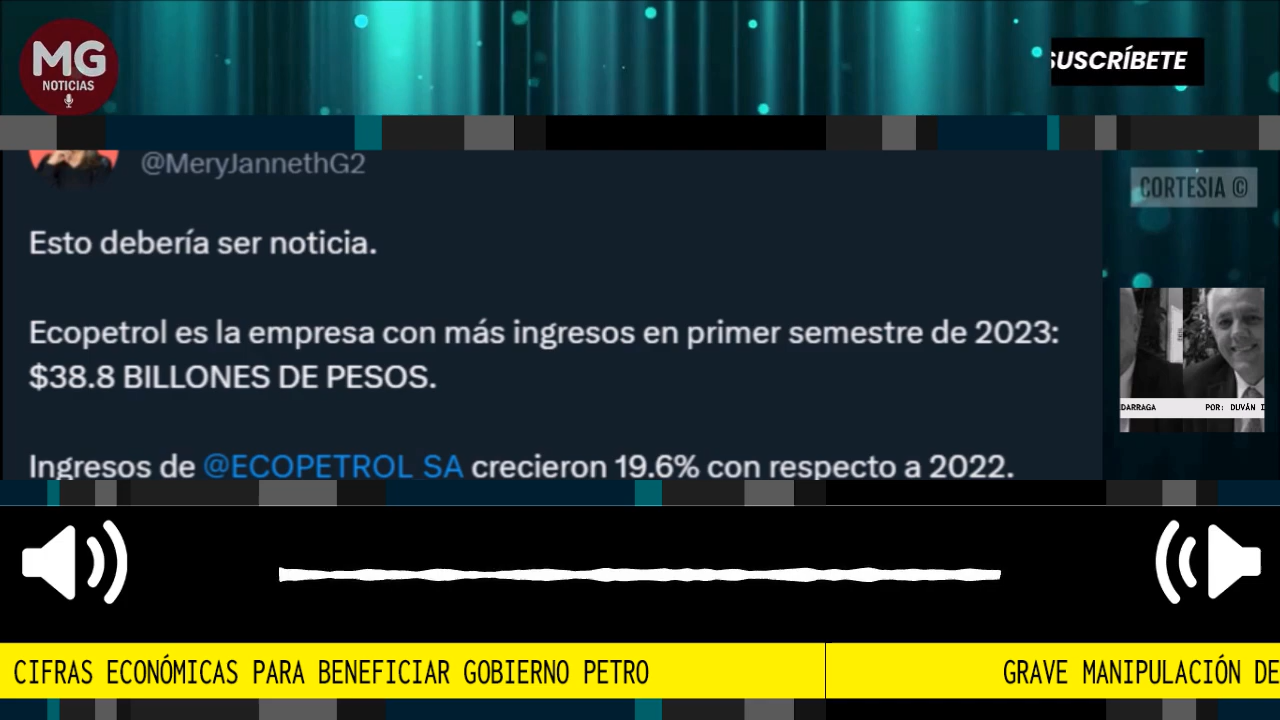 MG
NOTICIAS
SUSCRÍBETE
@MeryJannethG2
CORTESIA ©
Esto debería ser noticia.
Ecopetrol es la empresa con más ingresos en primer semestre de 2023:
$38.8 BILLONES DE PESOS.
DARRAGA POR: DUVÁN I
Ingresos de @ECOPETROL_SA crecieron 19.6% con respecto a 2022.
CIFRAS ECONÓMICAS PARA BENEFICIAR GOBIERNO PETRO GRAVE MANIPULACIÓN DE